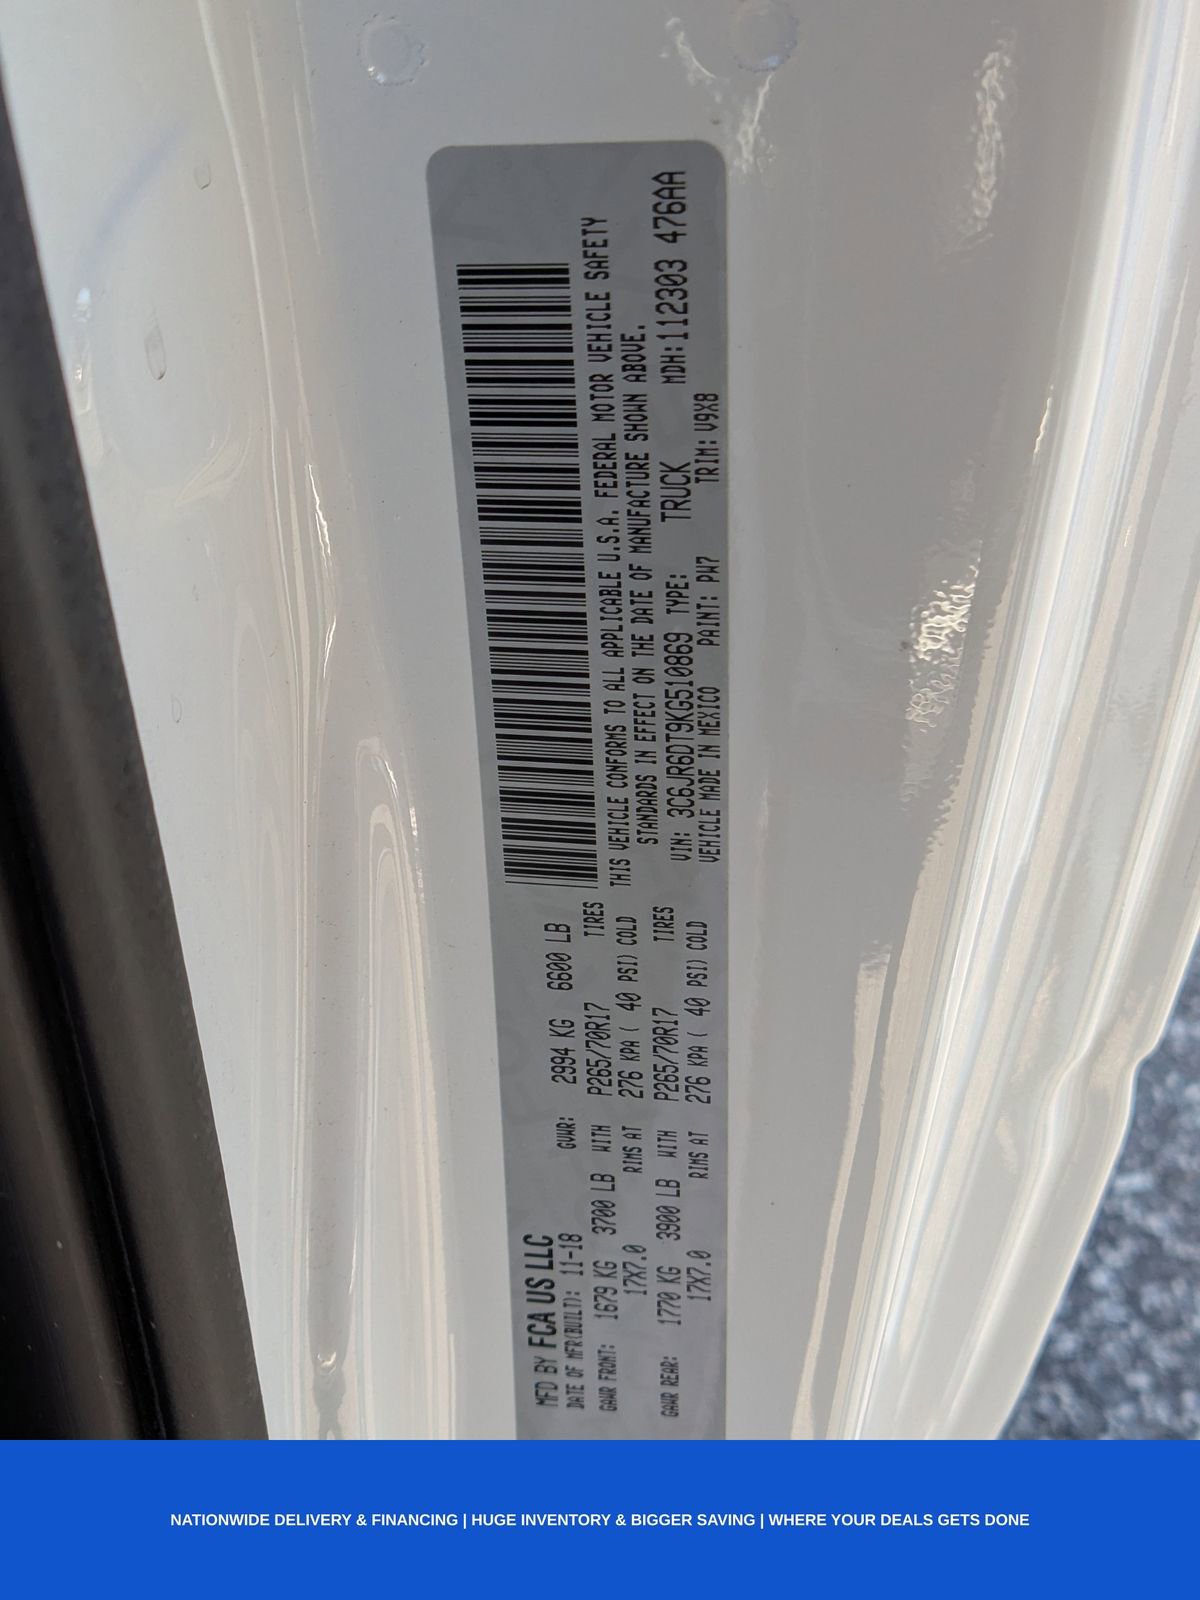 MFD BY FCA US LLC
DATE OF MFR(BUILT): 11-18 GVWR: 2994 KG 6600 LB
GAWR FRONT: 1679 KG 3700 LB WITH P265/70R17 TIRES
17X7.0 RIMS AT 276 KPA ( 40 PSI) COLD
GAWR REAR: 1770 KG 3900 LB WITH P265/70R17 TIRES
17X7.0 RIMS AT 276 KPA ( 40 PSI) COLD
THIS VEHICLE CONFORMS TO ALL APPLICABLE U.S.A. FEDERAL MOTOR VEHICLE SAFETY
STANDARDS IN EFFECT ON THE DATE OF MANUFACTURE SHOWN ABOVE.
VIN: 3C6JR6DT9KG510869 TYPE: TRUCK MDH:112303 476AA
VEHICLE MADE IN MEXICO PAINT: PW7 TRIM: V9X8
NATIONWIDE DELIVERY & FINANCING | HUGE INVENTORY & BIGGER SAVING | WHERE YOUR DEALS GETS DONE